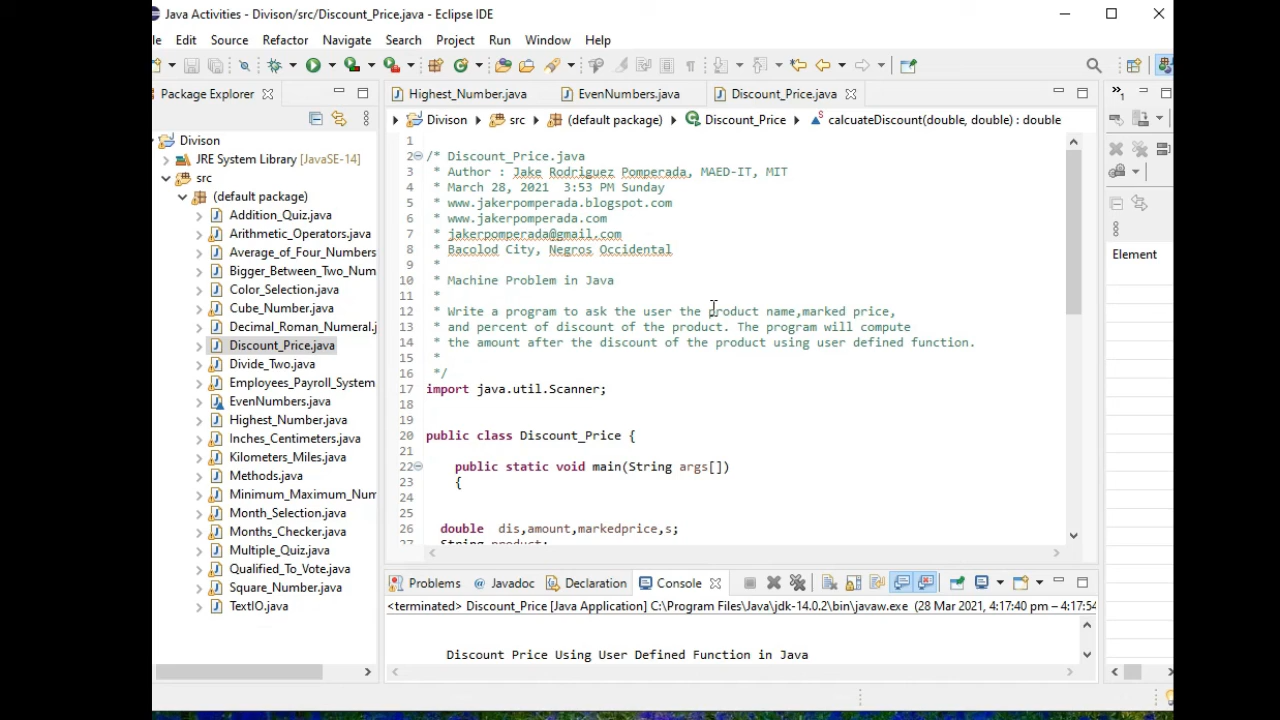 Java Activities - Divison/src/Discount_Price.java - Eclipse IDE
le Edit Source Refactor Navigate Search Project Run Window Help
Package Explorer
Highest_Number.java EvenNumbers.java Discount_Price.java
Divison src (default package) Discount_Price calcuateDiscount(double, double) : double
Divison
JRE System Library [JavaSE-14]
src
(default package)
Addition_Quiz.java
Arithmetic_Operators.java
Average_of_Four_Numbers
Bigger_Between_Two_Num
Color_Selection.java
Cube_Number.java
Decimal_Roman_Numeral.j
Discount_Price.java
Divide_Two.java
Employees_Payroll_System
EvenNumbers.java
Highest_Number.java
Inches_Centimeters.java
Kilometers_Miles.java
Methods.java
Minimum_Maximum_Num
Month_Selection.java
Months_Checker.java
Multiple_Quiz.java
Qualified_To_Vote.java
Square_Number.java
TextIO.java
1
2 /* Discount_Price.java
3 * Author : Jake Rodriguez Pomperada, MAED-IT, MIT
4 * March 28, 2021  3:53 PM Sunday
5 * www.jakerpomperada.blogspot.com
6 * www.jakerpomperada.com
7 * jakerpomperada@gmail.com
8 * Bacolod City, Negros Occidental
9 *
10 * Machine Problem in Java
11 *
12 * Write a program to ask the user the product name,marked price,
13 * and percent of discount of the product. The program will compute
14 * the amount after the discount of the product using user defined function.
15 *
16 */
17 import java.util.Scanner;
18
19
20 public class Discount_Price {
21
22 public static void main(String args[])
23 {
24
25
26 double  dis,amount,markedprice,s;
27 String product;
»1
Element
Problems @ Javadoc Declaration Console
<terminated> Discount_Price [Java Application] C:\Program Files\Java\jdk-14.0.2\bin\javaw.exe (28 Mar 2021, 4:17:40 pm – 4:17:54
Discount Price Using User Defined Function in Java